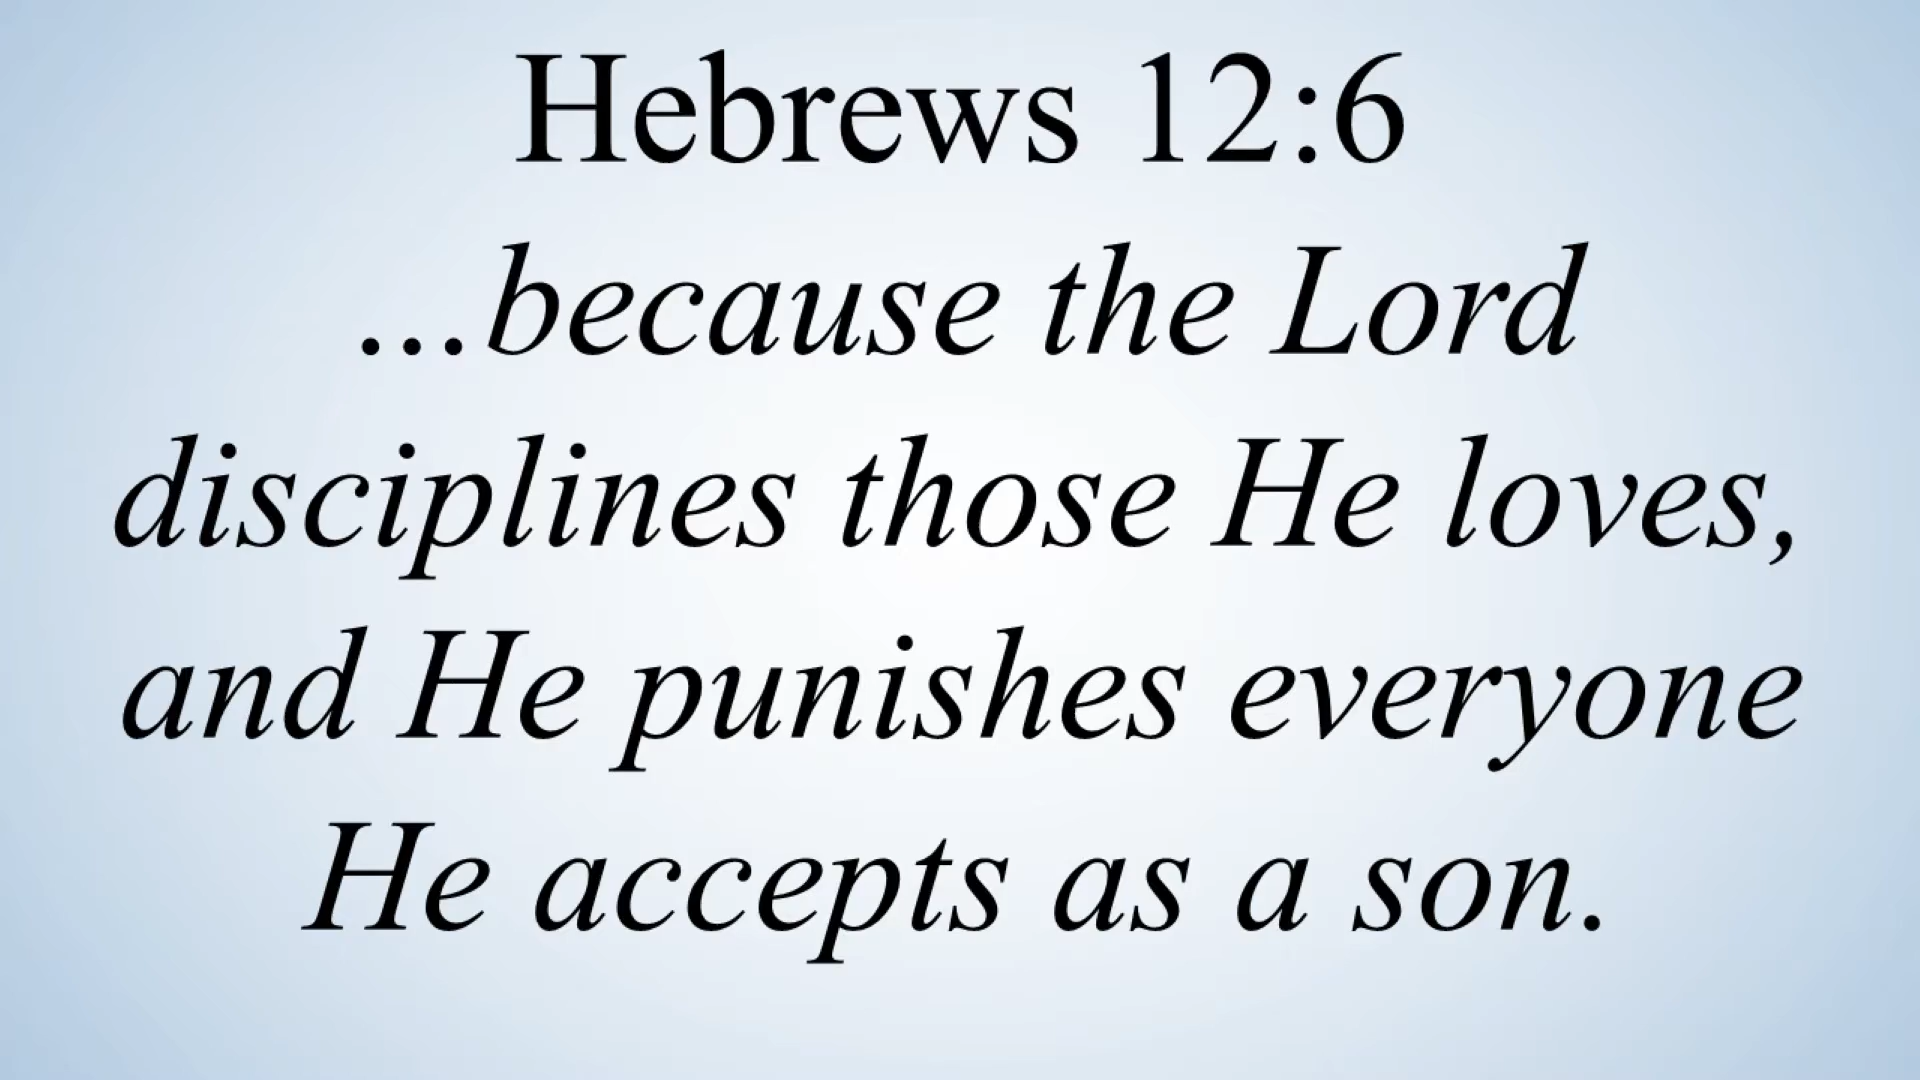 Hebrews 12:6
...because the Lord
disciplines those He loves,
and He punishes everyone
He accepts as a son.